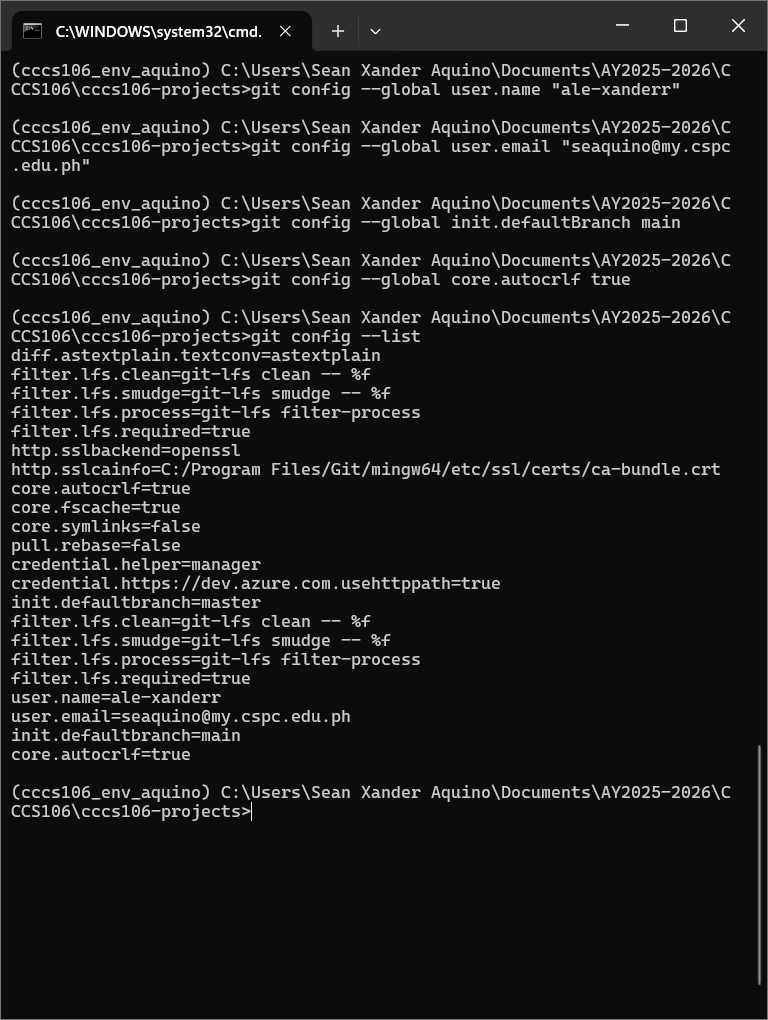 C:\WINDOWS\system32\cmd.
(cccs106_env_aquino) C:\Users\Sean Xander Aquino\Documents\AY2025-2026\C
CCS106\cccs106-projects>git config --global user.name "ale-xanderr"
(cccs106_env_aquino) C:\Users\Sean Xander Aquino\Documents\AY2025-2026\C
CCS106\cccs106-projects>git config --global user.email "seaquino@my.cspc
.edu.ph"
(cccs106_env_aquino) C:\Users\Sean Xander Aquino\Documents\AY2025-2026\C
CCS106\cccs106-projects>git config --global init.defaultBranch main
(cccs106_env_aquino) C:\Users\Sean Xander Aquino\Documents\AY2025-2026\C
CCS106\cccs106-projects>git config --global core.autocrlf true
(cccs106_env_aquino) C:\Users\Sean Xander Aquino\Documents\AY2025-2026\C
CCS106\cccs106-projects>git config --list
diff.astextplain.textconv=astextplain
filter.lfs.clean=git-lfs clean -- %f
filter.lfs.smudge=git-lfs smudge -- %f
filter.lfs.process=git-lfs filter-process
filter.lfs.required=true
http.sslbackend=openssl
http.sslcainfo=C:/Program Files/Git/mingw64/etc/ssl/certs/ca-bundle.crt
core.autocrlf=true
core.fscache=true
core.symlinks=false
pull.rebase=false
credential.helper=manager
credential.https://dev.azure.com.usehttppath=true
init.defaultbranch=master
filter.lfs.clean=git-lfs clean -- %f
filter.lfs.smudge=git-lfs smudge -- %f
filter.lfs.process=git-lfs filter-process
filter.lfs.required=true
user.name=ale-xanderr
user.email=seaquino@my.cspc.edu.ph
init.defaultbranch=main
core.autocrlf=true
(cccs106_env_aquino) C:\Users\Sean Xander Aquino\Documents\AY2025-2026\C
CCS106\cccs106-projects>